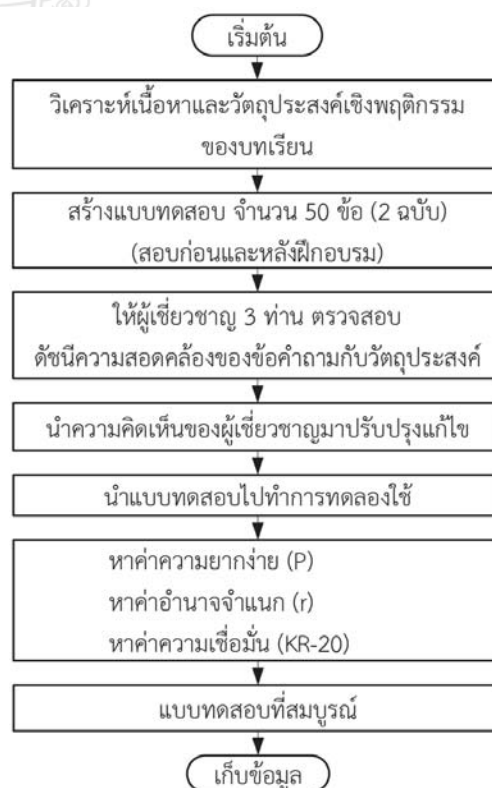 เริ่มต้น
วิเคราะห์เนื้อหาและวัตถุประสงค์เชิงพฤติกรรม
ของบทเรียน
สร้างแบบทดสอบ จำนวน 50 ข้อ (2 ฉบับ)
(สอบก่อนและหลังฝึกอบรม)
ให้ผู้เชี่ยวชาญ 3 ท่าน ตรวจสอบ
ดัชนีความสอดคล้องของข้อคำถามกับวัตถุประสงค์
นำความคิดเห็นของผู้เชี่ยวชาญมาปรับปรุงแก้ไข
นำแบบทดสอบไปทำการทดลองใช้
หาค่าความยากง่าย (P)
หาค่าอำนาจจำแนก (r)
หาค่าความเชื่อมั่น (KR-20)
แบบทดสอบที่สมบูรณ์
เก็บข้อมูล